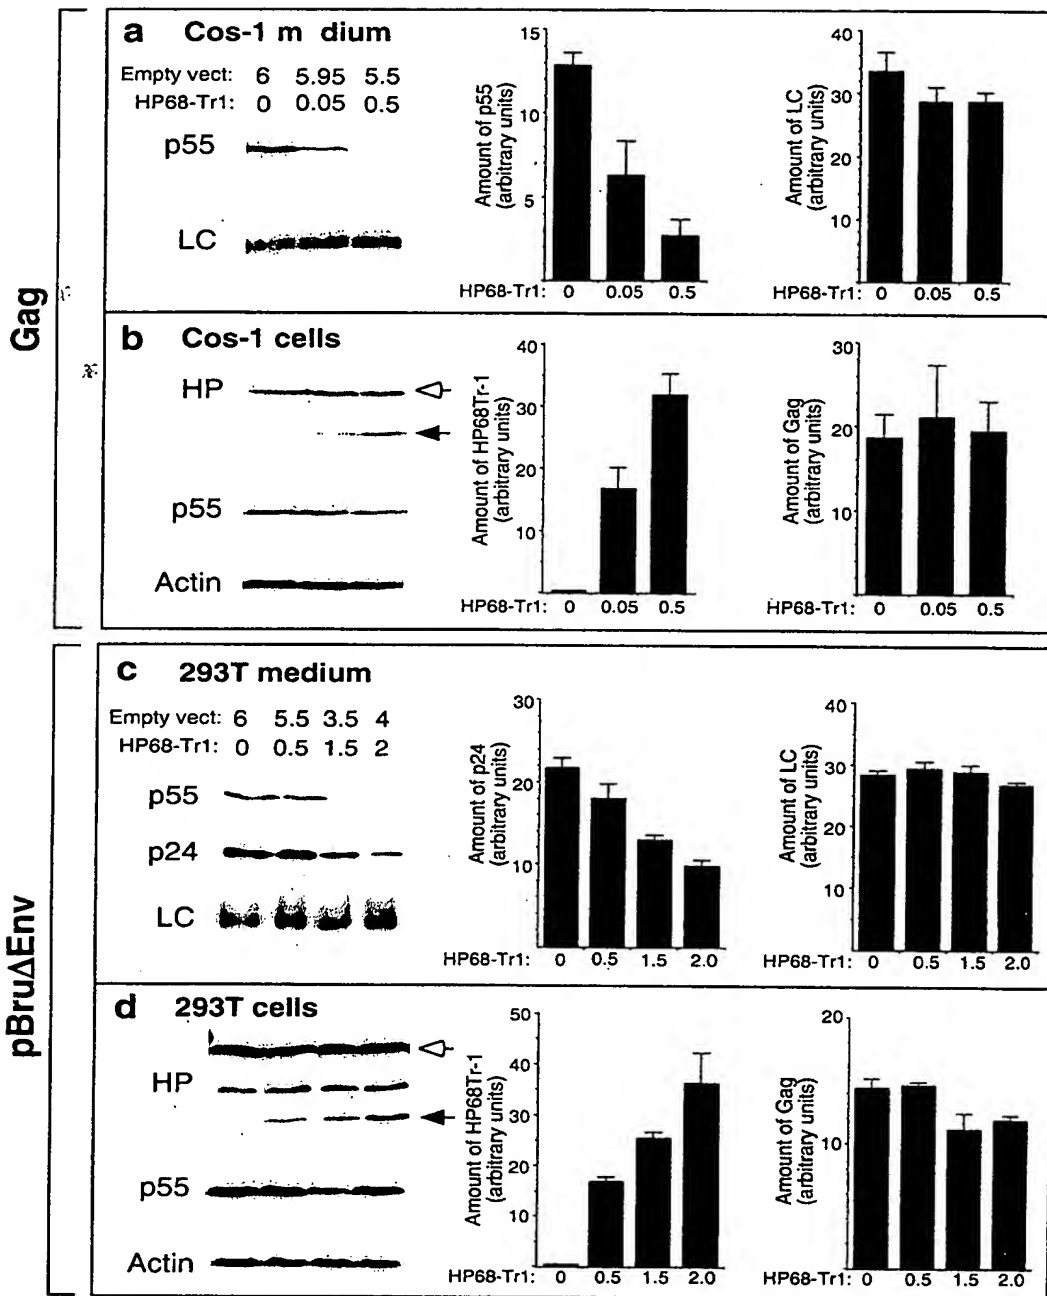 Gag
a Cos-1 m dium
Empty vect: 6 5.95 5.5
HP68-Tr1: 0 0.05 0.5
p55
LC
Amount of p55
(arbitrary units)
15
10
5
HP68-Tr1: 0 0.05 0.5
Amount of LC
(arbitrary units)
40
30
20
10
HP68-Tr1: 0 0.05 0.5
b Cos-1 cells
HP
p55
Actin
Amount of HP68Tr-1
(arbitrary units)
40
30
20
10
HP68-Tr1: 0 0.05 0.5
Amount of Gag
(arbitrary units)
30
20
10
HP68-Tr1: 0 0.05 0.5
pBruΔEnv
c 293T medium
Empty vect: 6 5.5 3.5 4
HP68-Tr1: 0 0.5 1.5 2
p55
p24
LC
Amount of p24
(arbitrary units)
30
20
10
HP68-Tr1: 0 0.5 1.5 2.0
Amount of LC
(arbitrary units)
40
30
20
10
HP68-Tr1: 0 0.5 1.5 2.0
d 293T cells
HP
p55
Actin
Amount of HP68Tr-1
(arbitrary units)
50
40
30
20
10
HP68-Tr1: 0 0.5 1.5 2.0
Amount of Gag
(arbitrary units)
20
10
HP68-Tr1: 0 0.5 1.5 2.0